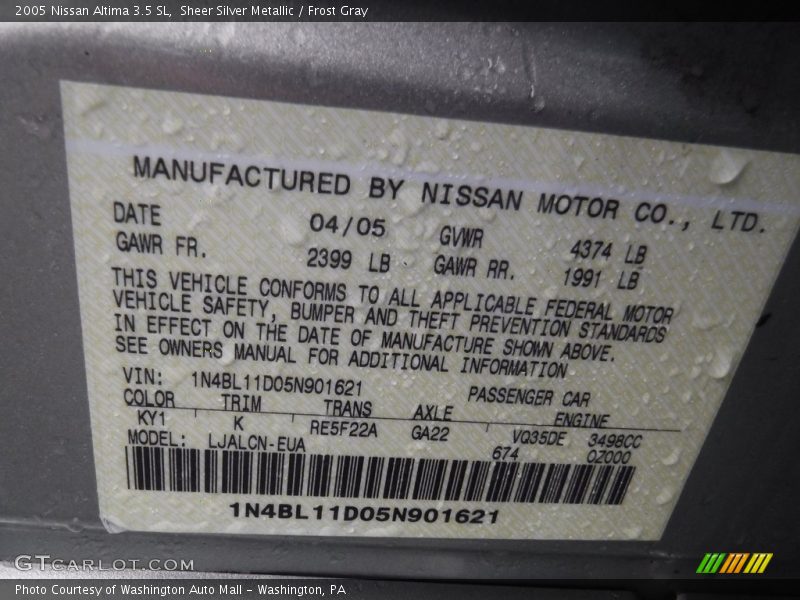 2005 Nissan Altima 3.5 SL, Sheer Silver Metallic / Frost Gray
MANUFACTURED BY NISSAN MOTOR CO., LTD.
DATE 04/05 GVWR 4374 LB
GAWR FR. 2399 LB GAWR RR. 1991 LB
THIS VEHICLE CONFORMS TO ALL APPLICABLE FEDERAL MOTOR
VEHICLE SAFETY, BUMPER AND THEFT PREVENTION STANDARDS
IN EFFECT ON THE DATE OF MANUFACTURE SHOWN ABOVE.
SEE OWNERS MANUAL FOR ADDITIONAL INFORMATION
VIN: 1N4BL11D05N901621 PASSENGER CAR
COLOR TRIM TRANS AXLE ENGINE
KY1 K RE5F22A GA22 VQ35DE 3498CC
MODEL: LJALCN-EUA 674 0Z000
1N4BL11D05N901621
GTCARLOT.COM
Photo Courtesy of Washington Auto Mall - Washington, PA